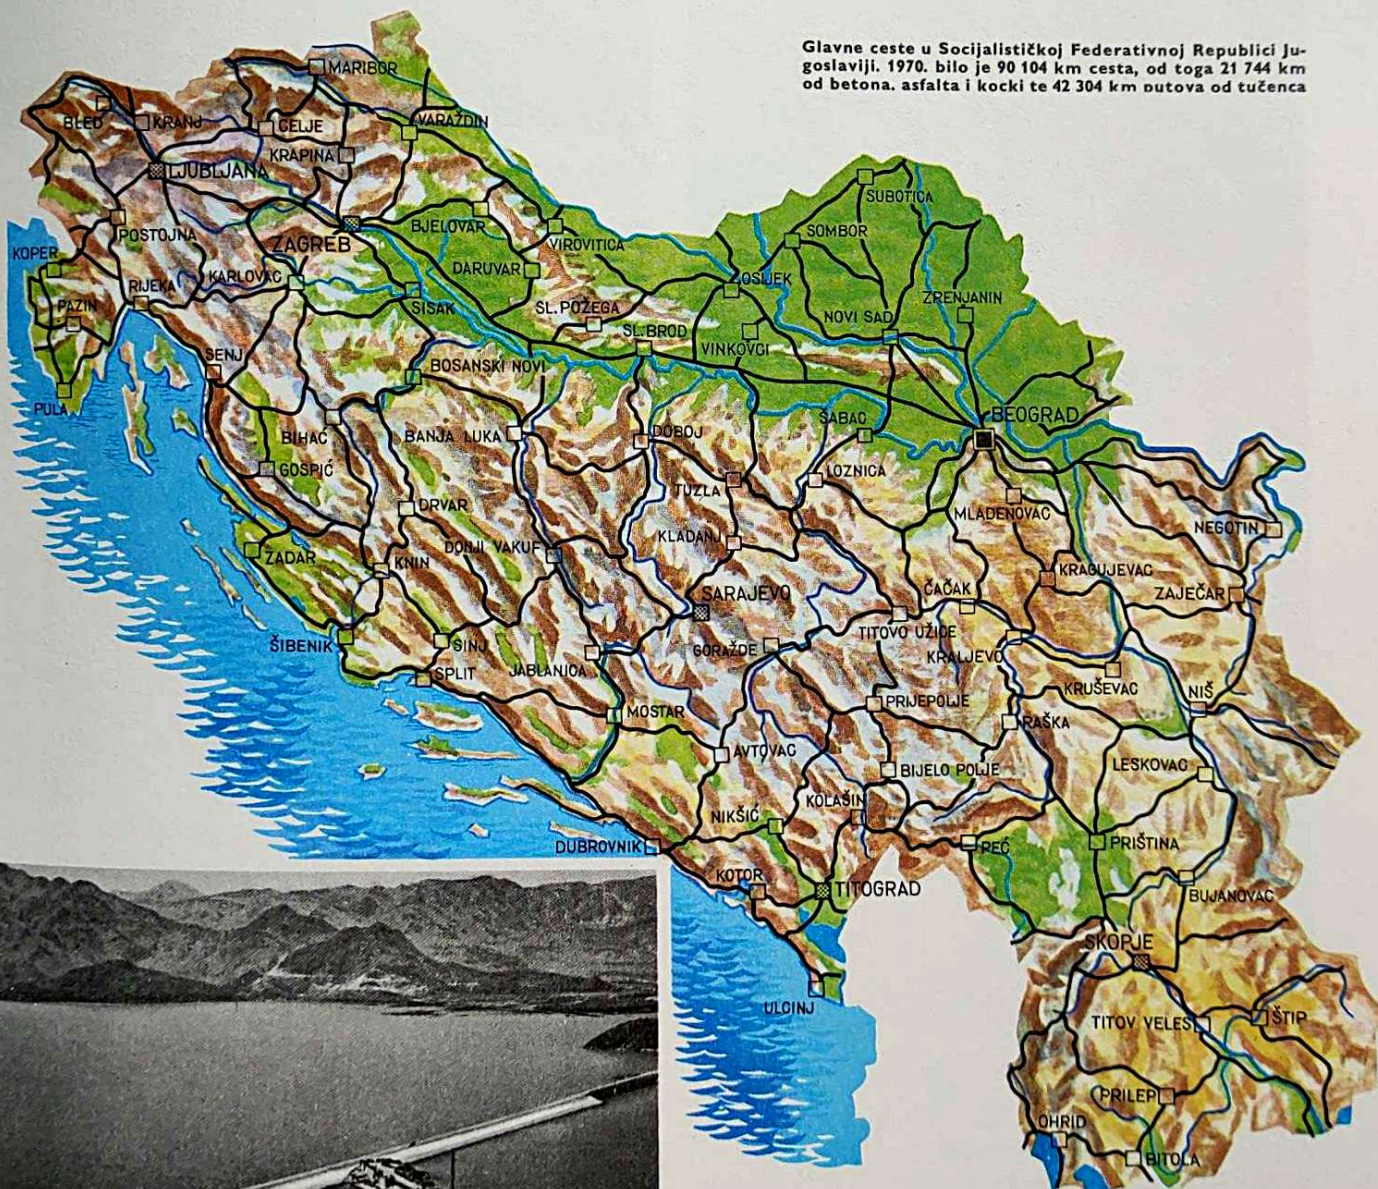 Glavne ceste u Socijalističkoj Federativnoj Republici Ju-
goslaviji. 1970. bilo je 90 104 km cesta, od toga 21 744 km
od betona, asfalta i kocki te 42 304 km putova od tučenca
MARIBOR
BLED
KRANJ
CELJE
VARAŽDIN
KRAPINA
LJUBLJANA
SUBOTICA
POSTOJNA
ZAGREB
BJELOVAR
VIROVITICA
SOMBOR
KOPER
RIJEKA
KARLOVAC
DARUVAR
OSIJEK
PAZIN
SISAK
SL. POŽEGA
ZRENJANIN
NOVI SAD
SL. BROD
VINKOVCI
SENJ
BOSANSKI NOVI
PULA
BEOGRAD
ŠABAC
BIHAĆ
BANJA LUKA
DOBOJ
GOSPIĆ
LOZNICA
TUZLA
DRVAR
MLADENOVAC
NEGOTIN
ZADAR
KNIN
DONJI VAKUF
KLADANJ
KRAGUJEVAC
SARAJEVO
ČAČAK
ZAJEČAR
TITOVO UŽICE
ŠIBENIK
SINJ
GORAŽDE
KRALJEVO
SPLIT
JABLANICA
KRUŠEVAC
NIŠ
MOSTAR
PRIJEPOLJE
RAŠKA
AVTOVAC
BIJELO POLJE
LESKOVAC
KOLAŠIN
NIKŠIĆ
DUBROVNIK
PEĆ
PRIŠTINA
KOTOR
TITOGRAD
BUJANOVAC
SKOPJE
ULCINJ
TITOV VELES
ŠTIP
PRILEP
OHRID
BITOLA